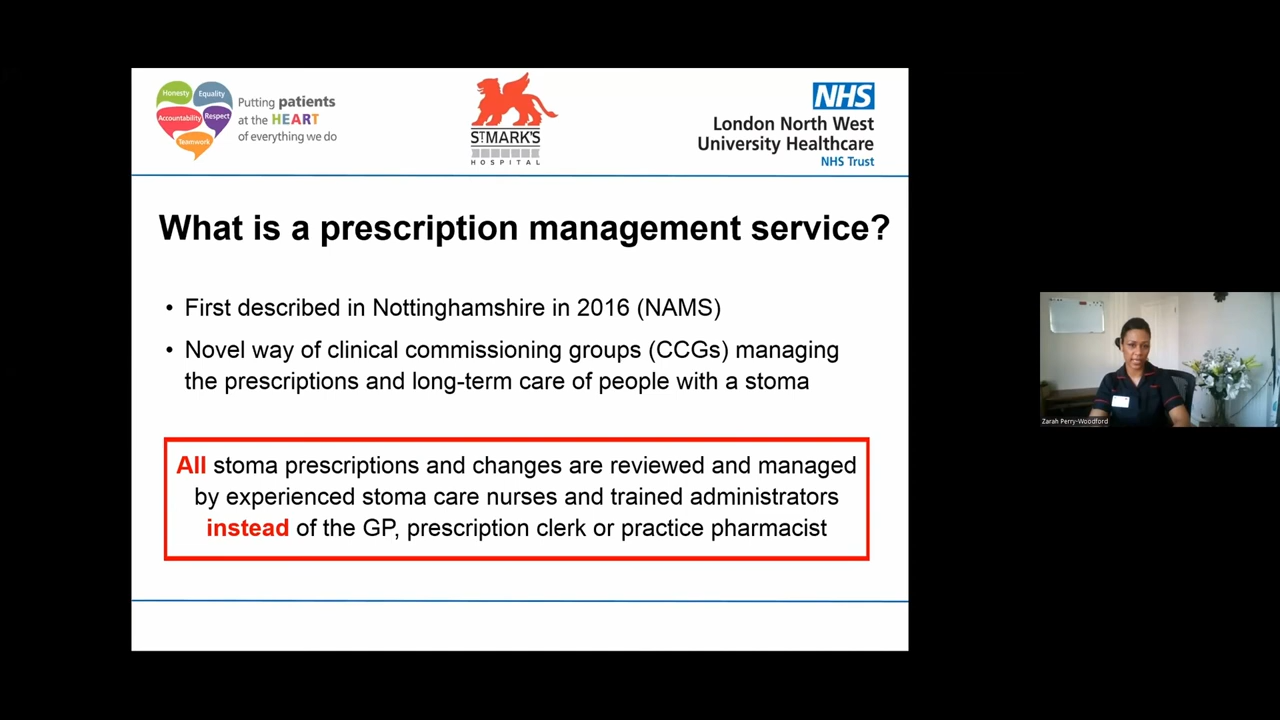 Honesty
Equality
Accountability
Respect
Teamwork
Putting patients
at the HEART
of everything we do
ST MARK'S
HOSPITAL
NHS
London North West
University Healthcare
NHS Trust
What is a prescription management service?
• First described in Nottinghamshire in 2016 (NAMS)
• Novel way of clinical commissioning groups (CCGs) managing
the prescriptions and long-term care of people with a stoma
All stoma prescriptions and changes are reviewed and managed
by experienced stoma care nurses and trained administrators
instead of the GP, prescription clerk or practice pharmacist
Zarah Perry-Woodford